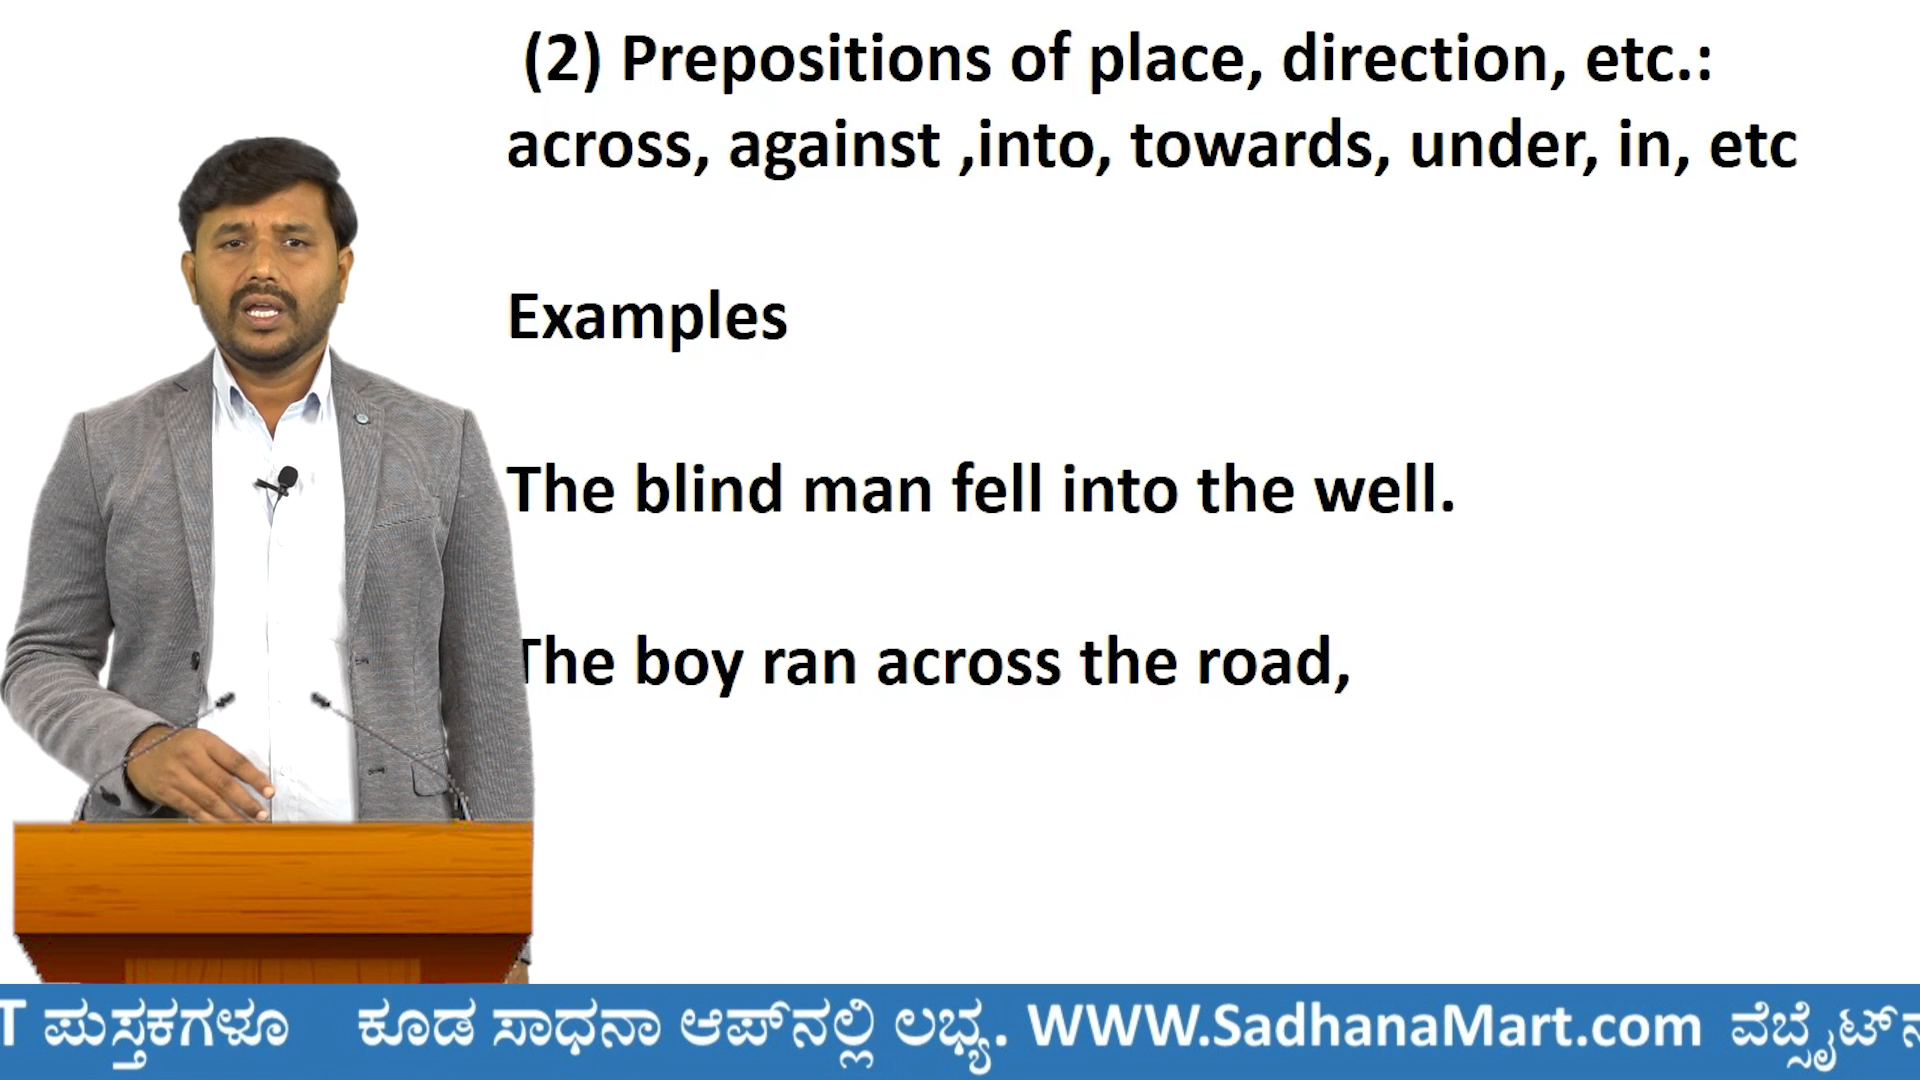 (2) Prepositions of place, direction, etc.:
across, against ,into, towards, under, in, etc
Examples
The blind man fell into the well.
The boy ran across the road,
T ಪುಸ್ತಕಗಳೂ ಕೂಡ ಸಾಧನಾ ಆಪ್‌ನಲ್ಲಿ ಲಭ್ಯ. WWW.SadhanaMart.com